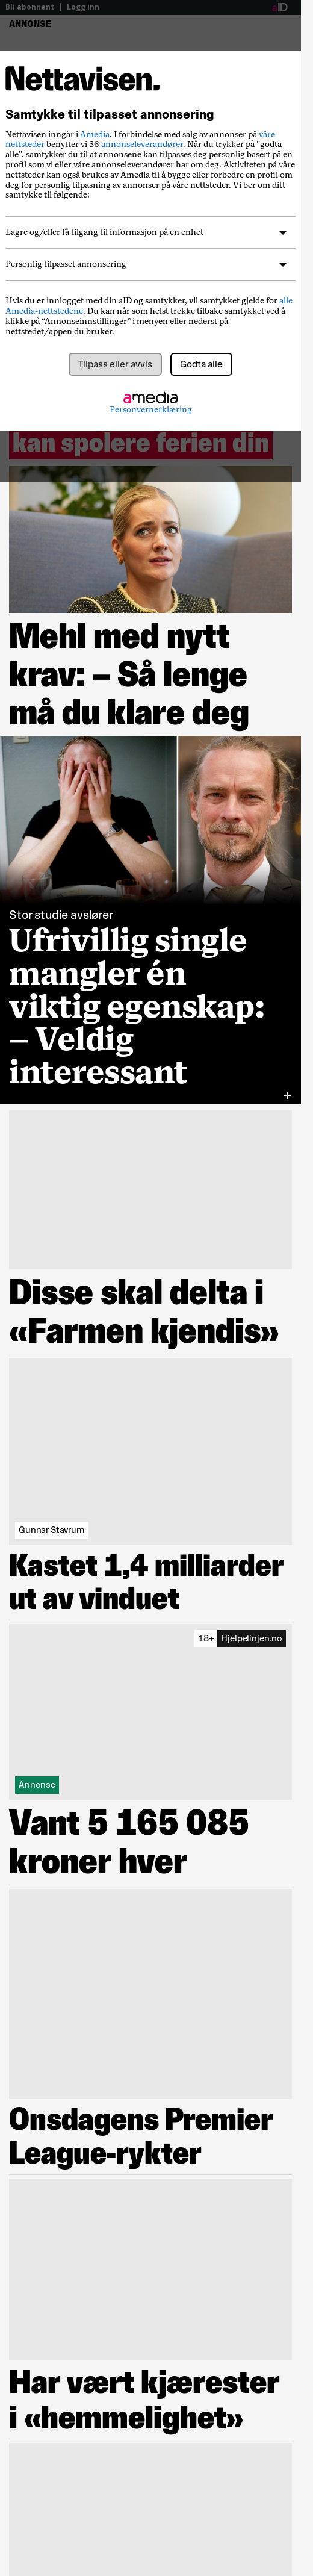 Bli abonnent | Logg inn
aID
ANNONSE
Nettavisen.
Samtykke til tilpasset annonsering
Nettavisen inngår i Amedia. I forbindelse med salg av annonser på våre
nettsteder benytter vi 36 annonseleverandører. Når du trykker på "godta
alle", samtykker du til at annonsene kan tilpasses deg personlig basert på en
profil som vi eller våre annonseleverandører har om deg. Aktiviteten på våre
nettsteder kan også brukes av Amedia til å bygge eller forbedre en profil om
deg for personlig tilpasning av annonser på våre nettsteder. Vi ber om ditt
samtykke til følgende:
Lagre og/eller få tilgang til informasjon på en enhet
Personlig tilpasset annonsering
Hvis du er innlogget med din aID og samtykker, vil samtykket gjelde for alle
Amedia-nettstedene. Du kan når som helst trekke tilbake samtykket ved å
klikke på “Annonseinnstillinger” i menyen eller nederst på
nettstedet/appen du bruker.
Tilpass eller avvis
Godta alle
amedia
Personvernerklæring
kan spolere ferien din
Mehl med nytt
krav: – Så lenge
må du klare deg
Stor studie avslører
Ufrivillig single
mangler én
viktig egenskap:
– Veldig
interessant
Disse skal delta i
«Farmen kjendis»
Gunnar Stavrum
Kastet 1,4 milliarder
ut av vinduet
18+ Hjelpelinjen.no
Annonse
Vant 5 165 085
kroner hver
Onsdagens Premier
League-rykter
Har vært kjærester
i «hemmelighet»